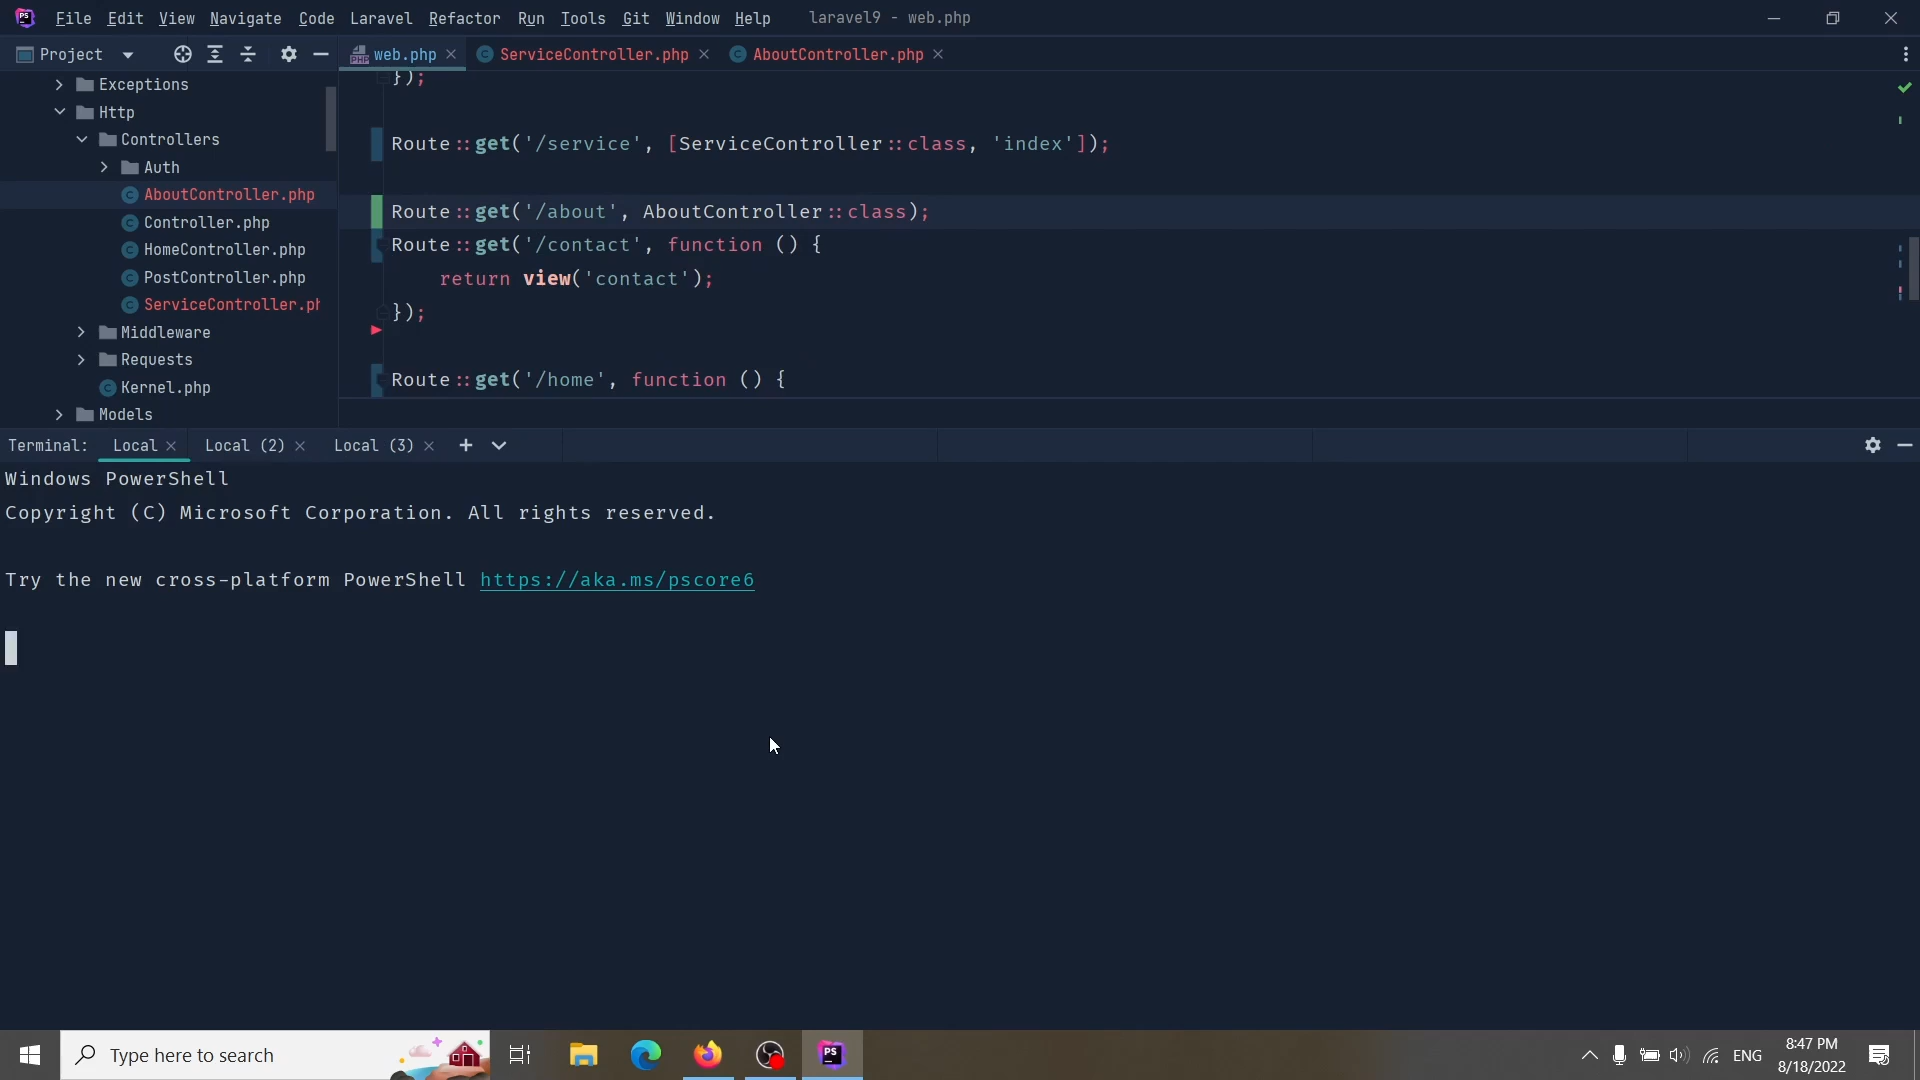 File Edit View Navigate Code Laravel Refactor Run Tools Git Window Help laravel9 - web.php
Project
web.php
ServiceController.php
AboutController.php
Exceptions
Http
Controllers
Auth
AboutController.php
Controller.php
HomeController.php
PostController.php
ServiceController.ph
Middleware
Requests
Kernel.php
Models
});
Route::get('/service', [ServiceController::class, 'index']);
Route::get('/about', AboutController::class);
Route::get('/contact', function () {
return view('contact');
});
Route::get('/home', function () {
Terminal: Local Local (2) Local (3)
Windows PowerShell
Copyright (C) Microsoft Corporation. All rights reserved.
Try the new cross-platform PowerShell https://aka.ms/pscore6
Type here to search
ENG
8:47 PM
8/18/2022